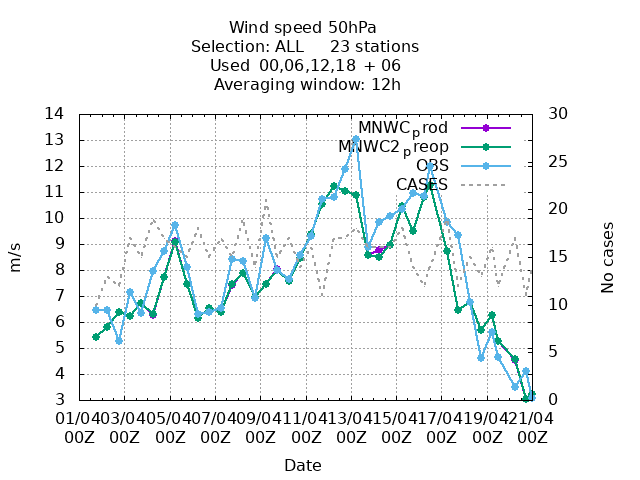 Wind speed 50hPa
Selection: ALL     23 stations
Used 00,06,12,18 + 06
Averaging window: 12h
14
13
12
11
10
9
8
7
6
5
4
3
m/s
30
25
20
15
10
5
0
No cases
MNWCprod
MNWC2preop
OBS
CASES
01/04 03/04 05/04 07/04 09/04 11/04 13/04 15/04 17/04 19/04 21/04
00Z 00Z 00Z 00Z 00Z 00Z 00Z 00Z 00Z 00Z 00Z
Date